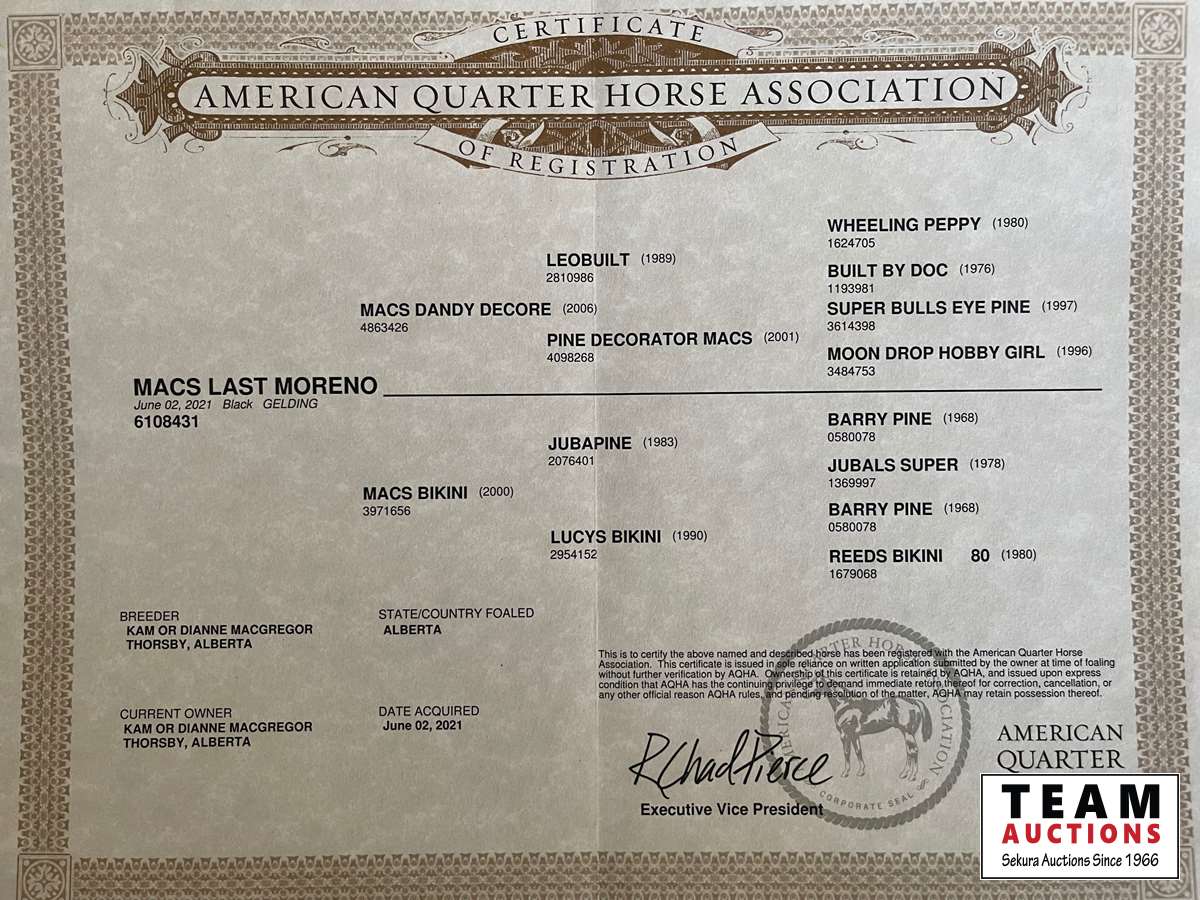 CERTIFICATE
AMERICAN QUARTER HORSE ASSOCIATION
OF REGISTRATION
WHEELING PEPPY (1980)
1624705
LEOBUILT (1989)
2810986
BUILT BY DOC (1976)
1193981
MACS DANDY DECORE (2006)
4863426
SUPER BULLS EYE PINE (1997)
3614398
PINE DECORATOR MACS (2001)
4098268
MOON DROP HOBBY GIRL (1996)
3484753
MACS LAST MORENO
June 02, 2021 Black GELDING
6108431
BARRY PINE (1968)
0580078
JUBAPINE (1983)
2076401
JUBALS SUPER (1978)
1369997
MACS BIKINI (2000)
3971656
BARRY PINE (1968)
0580078
LUCYS BIKINI (1990)
2954152
REEDS BIKINI 80 (1980)
1679068
BREEDER
KAM OR DIANNE MACGREGOR
THORSBY, ALBERTA
STATE/COUNTRY FOALED
ALBERTA
This is to certify the above named and described horse has been registered with the American Quarter Horse
Association. This certificate is issued in sole reliance on written application submitted by the owner at time of foaling
without further verification by AQHA. Ownership of this certificate is retained by AQHA, and issued upon express
condition that AQHA has the continuing privilege to demand immediate return thereof for correction, cancellation, or
any other official reason AQHA rules, and pending resolution of the matter, AQHA may retain possession thereof.
CURRENT OWNER
KAM OR DIANNE MACGREGOR
THORSBY, ALBERTA
DATE ACQUIRED
June 02, 2021
R Chad Pierce
Executive Vice President
AMERICAN QUARTER HORSE ASSOCIATION
CORPORATE SEAL
AMERICAN
QUARTER
TEAM
AUCTIONS
Sekura Auctions Since 1966